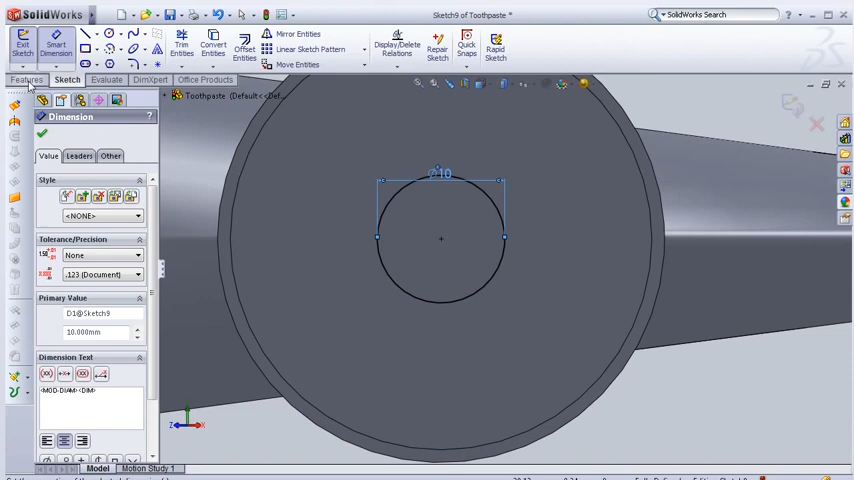 SolidWorks
Sketch9 of Toothpaste *
SolidWorks Search
Exit Sketch
Smart Dimension
Trim Entities
Convert Entities
Offset Entities
Mirror Entities
Linear Sketch Pattern
Move Entities
Display/Delete Relations
Repair Sketch
Quick Snaps
Rapid Sketch
Features
Sketch
Evaluate
DimXpert
Office Products
Toothpaste (Default<<Def...
Dimension
?
Value
Leaders
Other
Style
<NONE>
Tolerance/Precision
None
.123 (Document)
Primary Value
D1@Sketch9
10.000mm
Dimension Text
<MOD-DIAM><DIM>
∅10
Z
X
Model
Motion Study 1